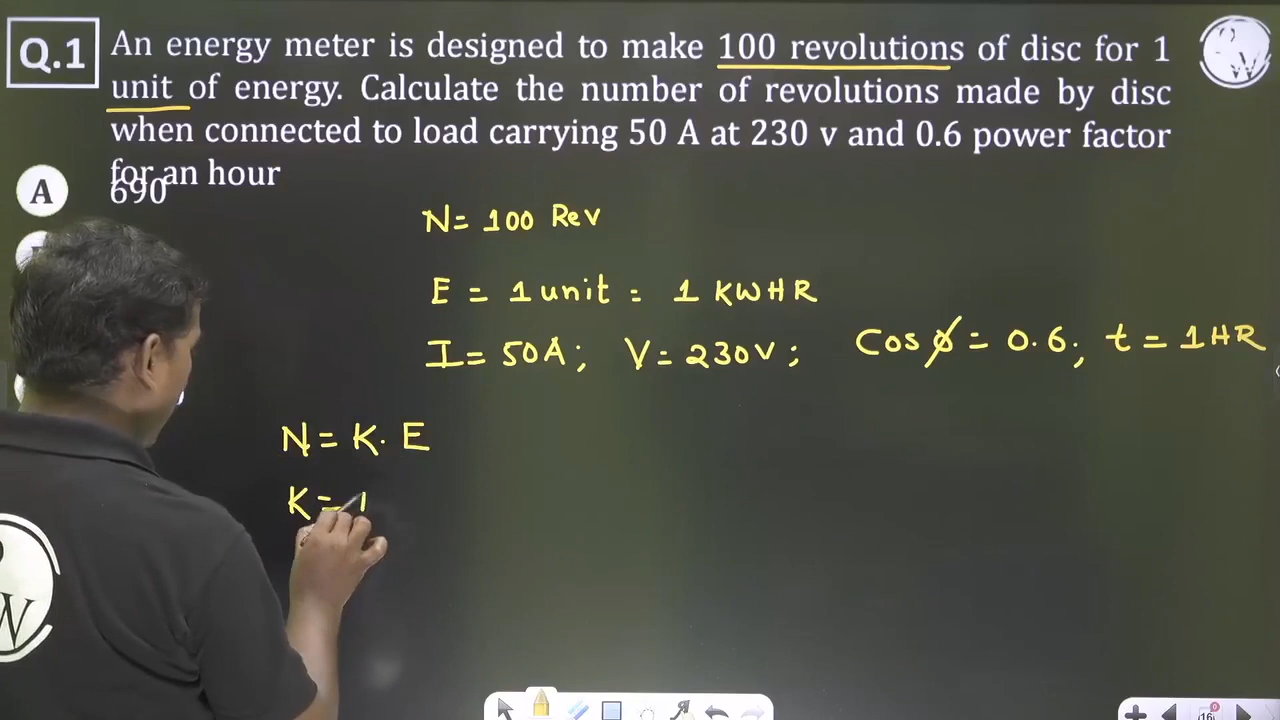 Q.1 An energy meter is designed to make 100 revolutions of disc for 1
unit of energy. Calculate the number of revolutions made by disc
when connected to load carrying 50 A at 230 v and 0.6 power factor
for an hour
A 690
N = 100 Rev
E = 1 unit = 1 KWHR
I = 50A; V = 230V; Cos ϕ = 0.6; t = 1HR
N = K. E
K =
W
16